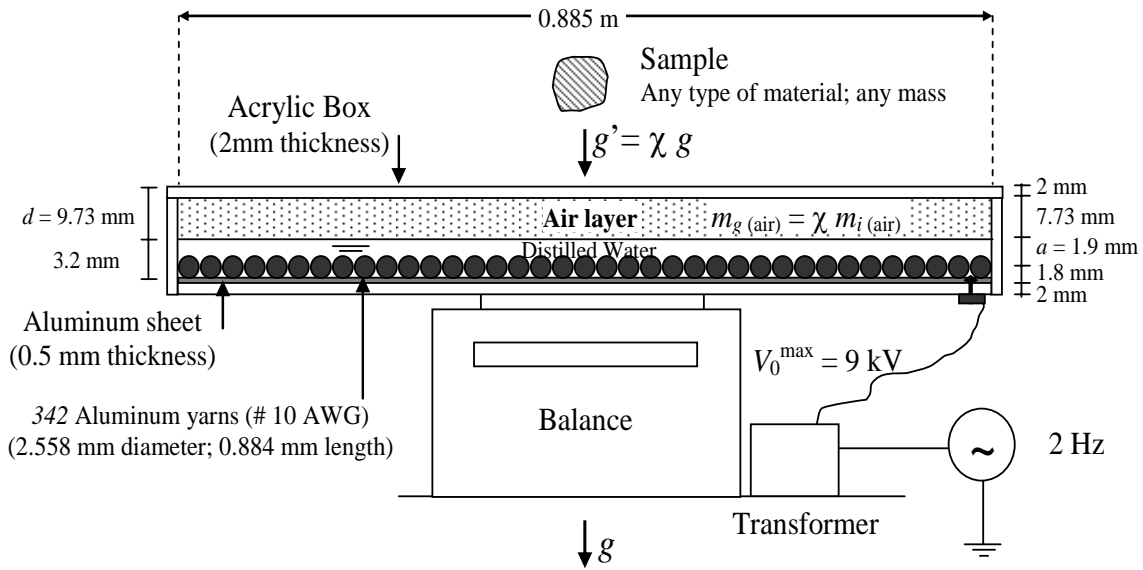 0.885 m
Sample
Any type of material; any mass
Acrylic Box
(2mm thickness)
g’ = χ g
2 mm
d = 9.73 mm
Air layer
m g (air) = χ m i (air)
7.73 mm
Distilled Water
a = 1.9 mm
3.2 mm
1.8 mm
2 mm
Aluminum sheet
(0.5 mm thickness)
V0 max = 9 kV
342 Aluminum yarns (# 10 AWG)
(2.558 mm diameter; 0.884 mm length)
Balance
~
2 Hz
Transformer
g